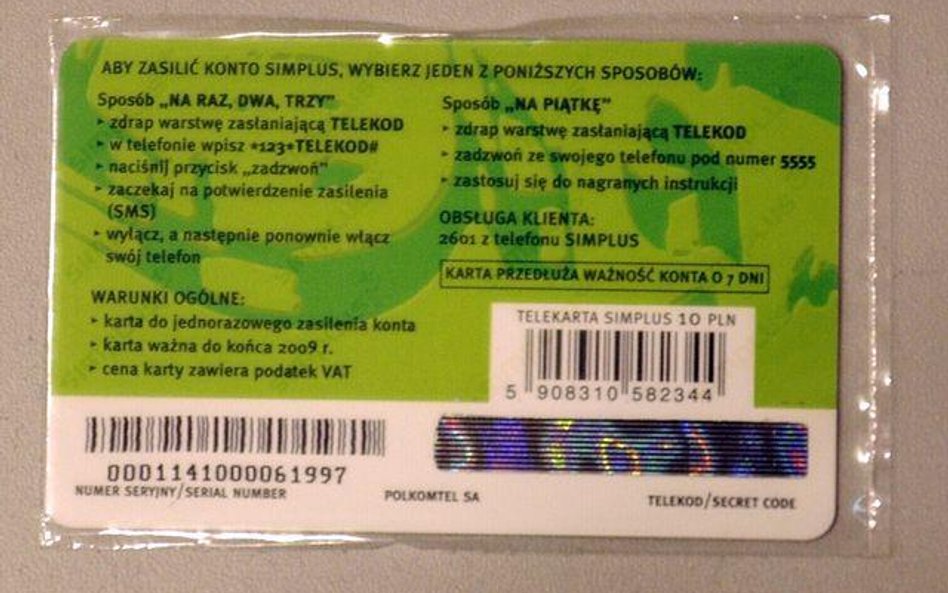 ABY ZASILIĆ KONTO SIMPLUS, WYBIERZ JEDEN Z PONIŻSZYCH SPOSOBÓW:
Sposób „NA RAZ, DWA, TRZY”
▸ zdrap warstwę zasłaniającą TELEKOD
▸ w telefonie wpisz *123*TELEKOD#
▸ naciśnij przycisk „zadzwoń”
▸ zaczekaj na potwierdzenie zasilenia
(SMS)
▸ wyłącz, a następnie ponownie włącz
swój telefon
WARUNKI OGÓLNE:
▸ karta do jednorazowego zasilenia konta
▸ karta ważna do końca 2009 r.
▸ cena karty zawiera podatek VAT
Sposób „NA PIĄTKĘ”
▸ zdrap warstwę zasłaniającą TELEKOD
▸ zadzwoń ze swojego telefonu pod numer 5555
▸ zastosuj się do nagranych instrukcji
OBSŁUGA KLIENTA:
2601 z telefonu SIMPLUS
KARTA PRZEDŁUŻA WAŻNOŚĆ KONTA O 7 DNI
TELEKARTA SIMPLUS 10 PLN
5 908310 582344
0001141000061997
NUMER SERYJNY/SERIAL NUMBER
POLKOMTEL SA
TELEKOD/SECRET CODE